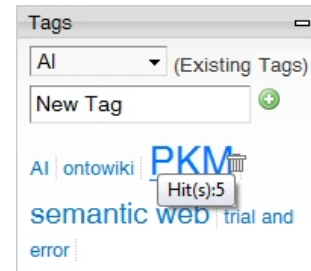 Tags
AI (Existing Tags)
New Tag
AI ontowiki PKM
Hit(s):5
semantic web trial and
error